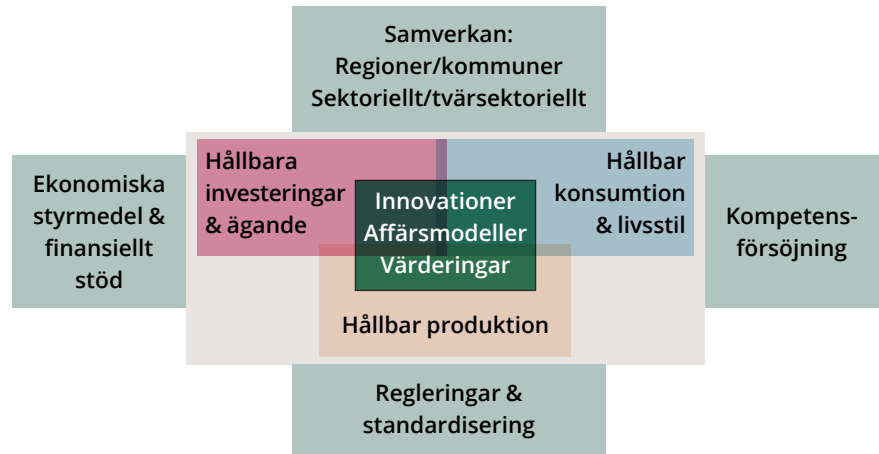 Samverkan:
Regioner/kommuner
Sektoriellt/tvärsektoriellt
Ekonomiska
styrmedel &
finansiellt
stöd
Hållbara
investeringar
& ägande
Innovationer
Affärsmodeller
Värderingar
Hållbar
konsumtion
& livsstil
Kompetens-
försöjning
Hållbar produktion
Regleringar &
standardisering